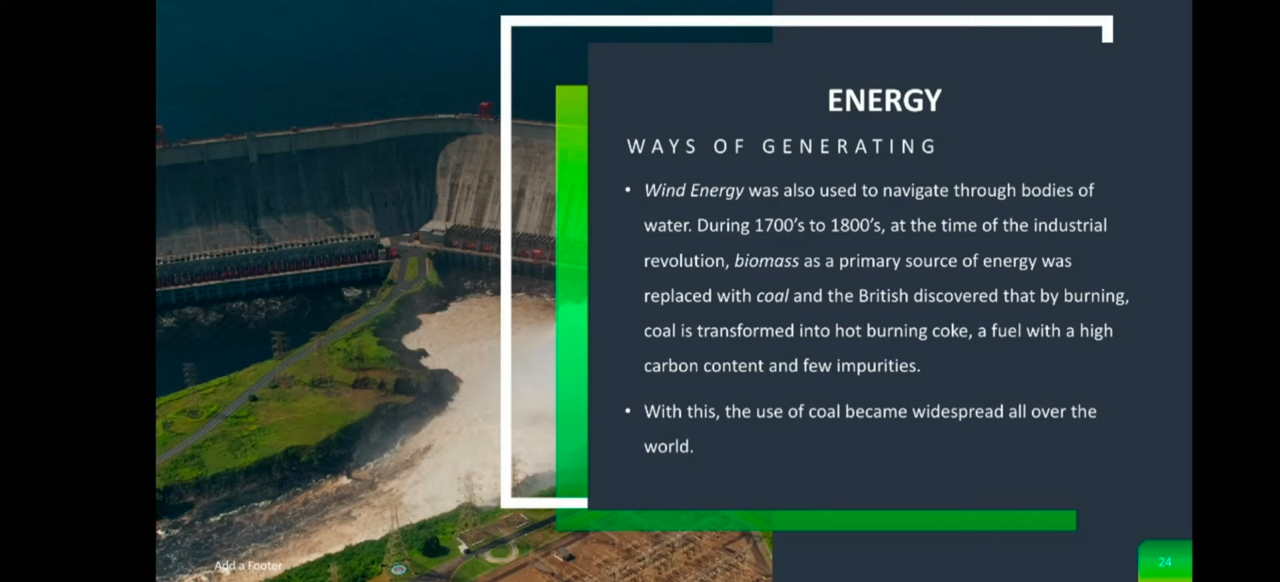 ENERGY
WAYS OF GENERATING
• Wind Energy was also used to navigate through bodies of
water. During 1700’s to 1800’s, at the time of the industrial
revolution, biomass as a primary source of energy was
replaced with coal and the British discovered that by burning,
coal is transformed into hot burning coke, a fuel with a high
carbon content and few impurities.
• With this, the use of coal became widespread all over the
world.
Add a Footer
24